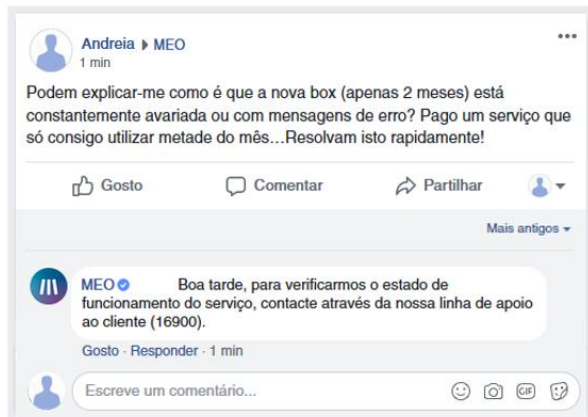 Andreia ▶ MEO
1 min
Podem explicar-me como é que a nova box (apenas 2 meses) está
constantemente avariada ou com mensagens de erro? Pago um serviço que
só consigo utilizar metade do mês...Resolvam isto rapidamente!
Gosto Comentar Partilhar
Mais antigos
MEO Boa tarde, para verificarmos o estado de
funcionamento do serviço, contacte através da nossa linha de apoio
ao cliente (16900).
Gosto · Responder · 1 min
Escreve um comentário... GIF